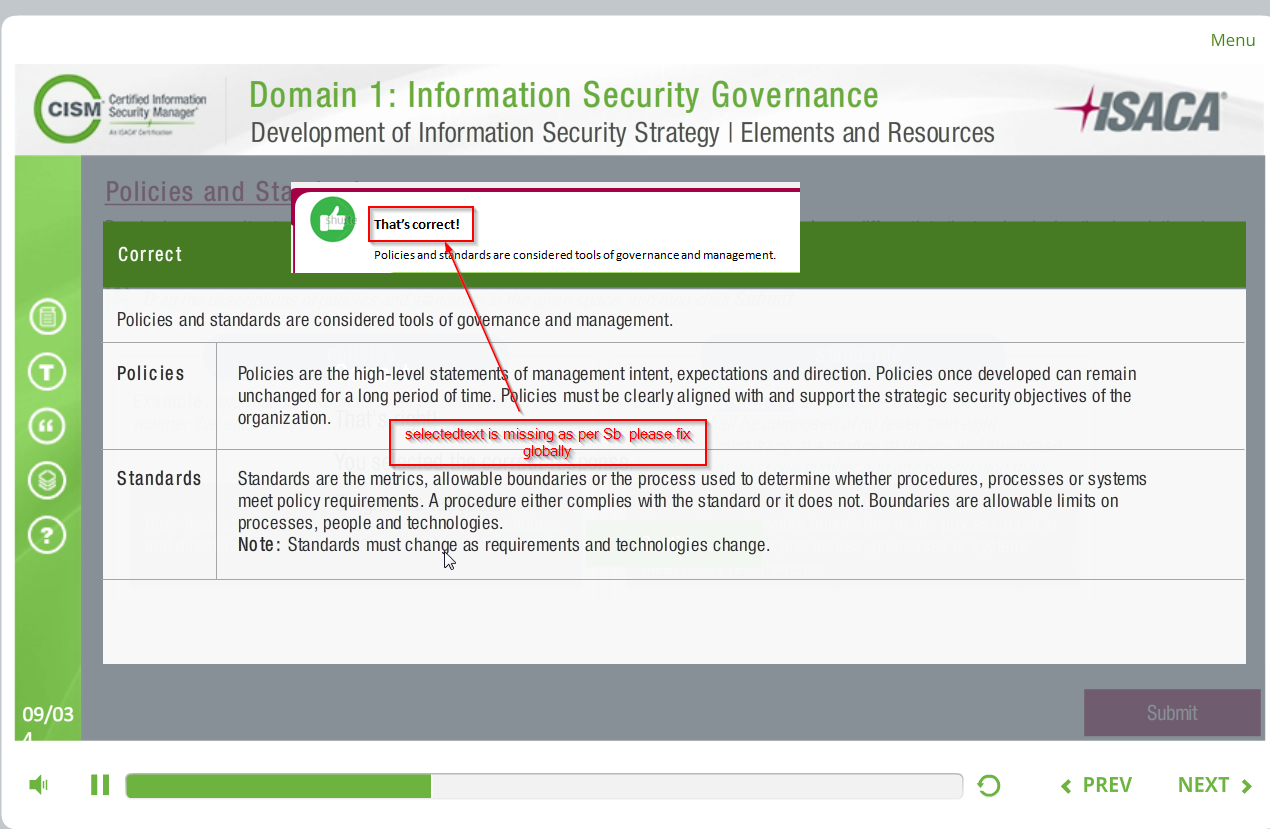 Menu
CISM
Certified Information
Security Manager®
An ISACA® Certification
Domain 1: Information Security Governance
Development of Information Security Strategy | Elements and Resources
ISACA®
Policies and Sta
That's correct!
Policies and standards are considered tools of governance and management.
Correct
Policies and standards are considered tools of governance and management.
Policies
Policies are the high-level statements of management intent, expectations and direction. Policies once developed can remain
unchanged for a long period of time. Policies must be clearly aligned with and support the strategic security objectives of the
organization.
That's right!
selectedtext is missing as per Sb please fix
globally
You selected the correct response.
Standards
Standards are the metrics, allowable boundaries or the process used to determine whether procedures, processes or systems
meet policy requirements. A procedure either complies with the standard or it does not. Boundaries are allowable limits on
processes, people and technologies.
Note: Standards must change as requirements and technologies change.
09/03
4
Submit
PREV
NEXT